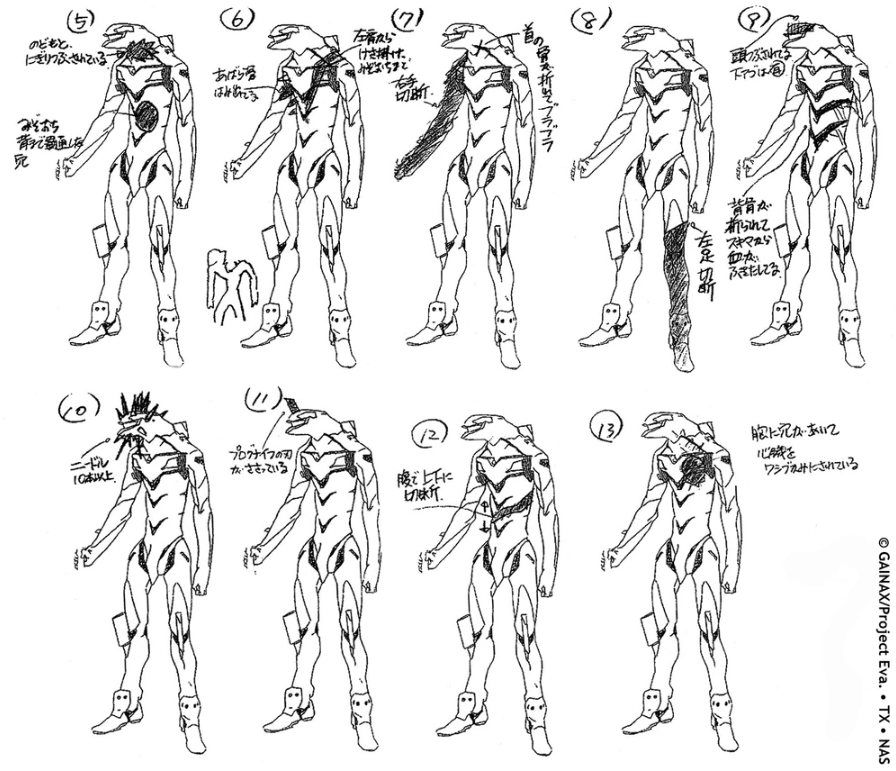 ⑤
のどもと、
にぎりつぶされている
みぞおち
背まで貫通した
穴
⑥
左肩から
けさ掛け、
みぞおちまで
あばら骨
はみ出てる
⑦
首の骨が折れてブラブラ
右手
切断.
⑧
左足切断
⑨
頭つぶされてる
背骨が
折られて
スキマから
血が
ふきだしてる
⑩
ニードル
10本以上.
⑪
プログナイフの刃
がささっている
⑫
腹で上下に
切断.
⑬
胸に穴があいて
心臓を
ワシづかみにされている
© GAINAX/Project Eva. • TX • NAS